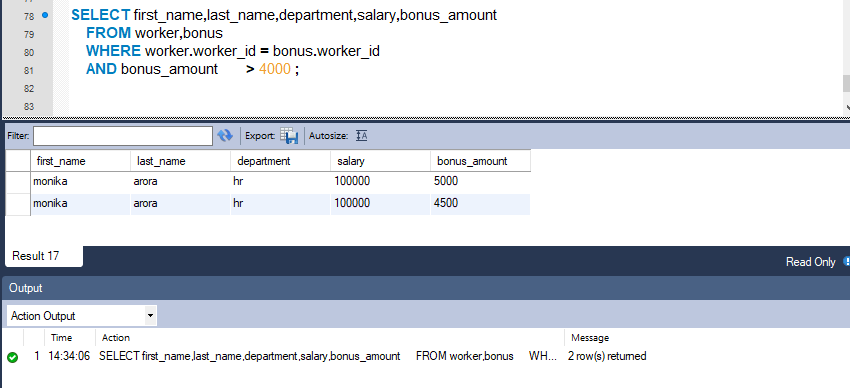 78 SELECT first_name,last_name,department,salary,bonus_amount
79 FROM worker,bonus
80 WHERE worker.worker_id = bonus.worker_id
81 AND bonus_amount > 4000 ;
82
83
Filter: Export: Autosize:
first_name last_name department salary bonus_amount
monika arora hr 100000 5000
monika arora hr 100000 4500
Result 17
Read Only
Output
Action Output
Time Action Message
1 14:34:06 SELECT first_name,last_name,department,salary,bonus_amount FROM worker,bonus WH... 2 row(s) returned